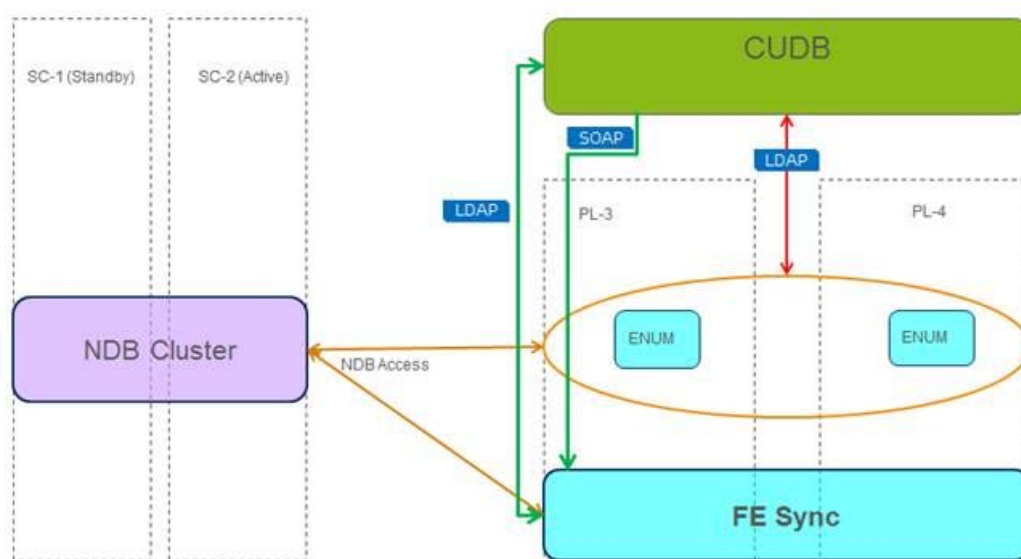 CUDB
SC-1 (Standby)
SC-2 (Active)
SOAP
LDAP
LDAP
PL-3
PL-4
ENUM
ENUM
NDB Cluster
NDB Access
FE Sync